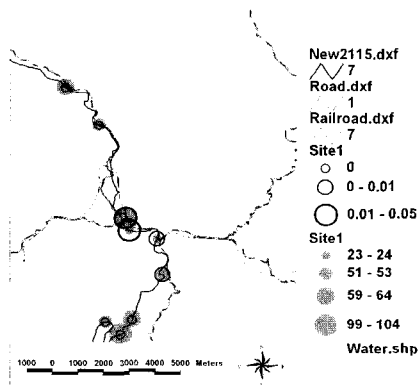 New2115.dxf
7
Road.dxf
1
Railroad.dxf
7
Site1
0
0 - 0.01
0.01 - 0.05
Site1
23 - 24
51 - 53
59 - 64
99 - 104
Water.shp
1000 0 1000 2000 3000 4000 5000 Meters